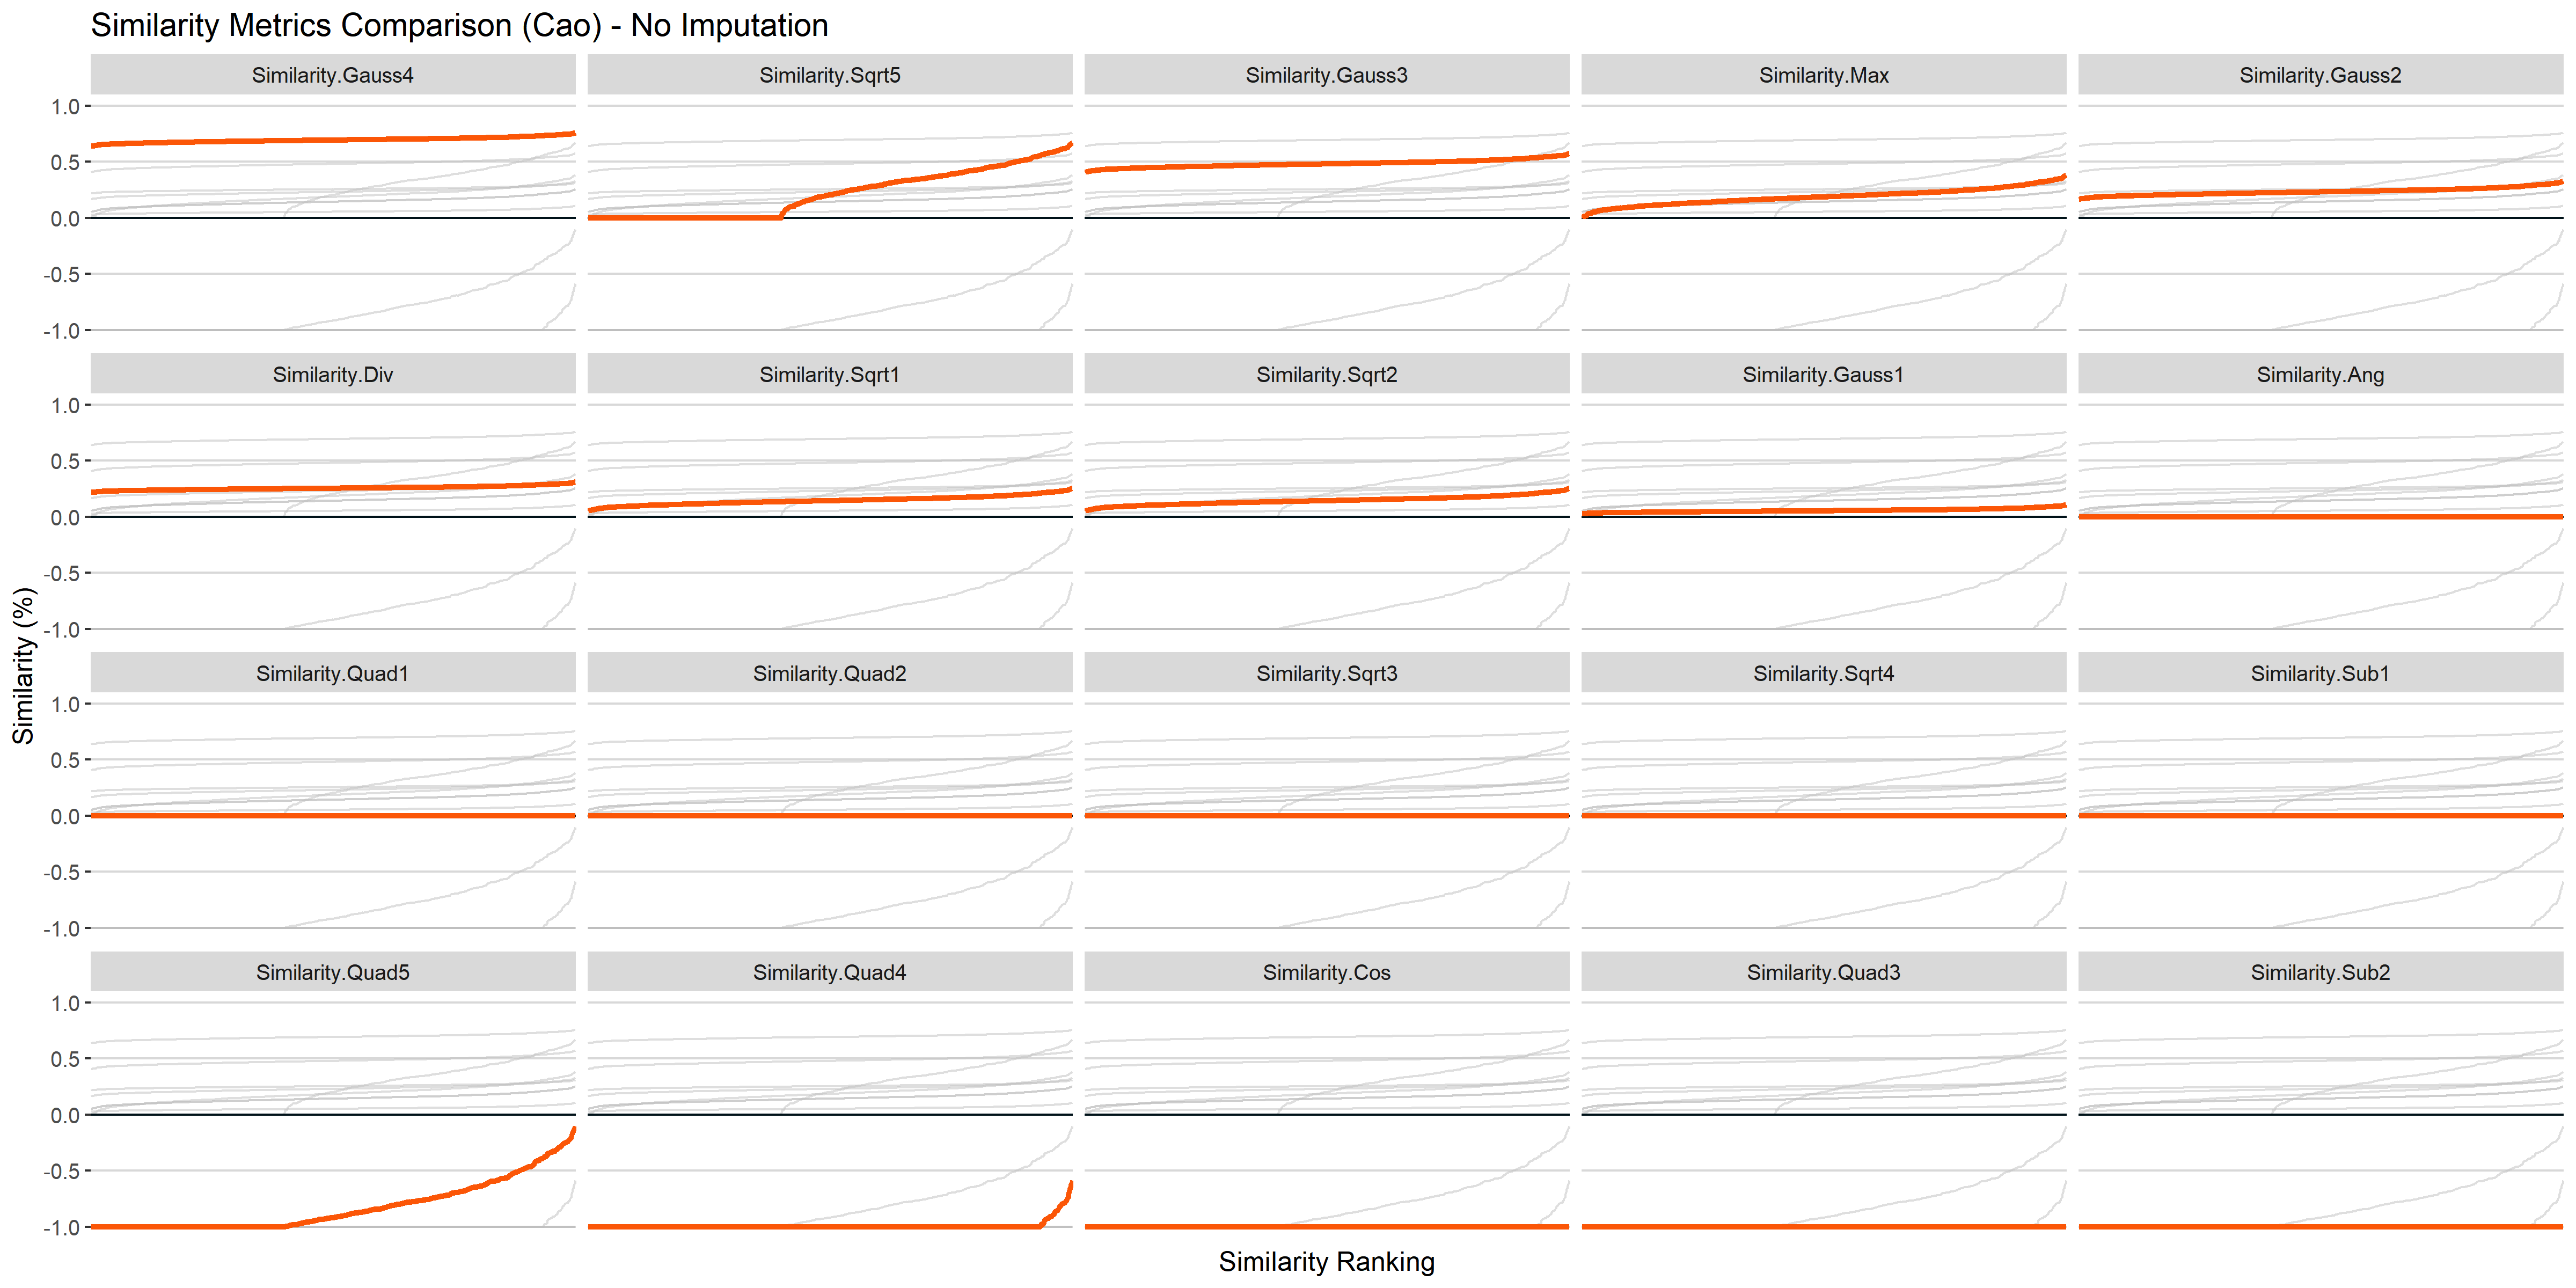 Similarity Metrics Comparison (Cao) - No Imputation
Similarity.Gauss4 Similarity.Sqrt5 Similarity.Gauss3 Similarity.Max Similarity.Gauss2
1.0
0.5
0.0
-0.5
-1.0
Similarity.Div Similarity.Sqrt1 Similarity.Sqrt2 Similarity.Gauss1 Similarity.Ang
1.0
0.5
0.0
-0.5
-1.0
Similarity (%)
Similarity.Quad1 Similarity.Quad2 Similarity.Sqrt3 Similarity.Sqrt4 Similarity.Sub1
1.0
0.5
0.0
-0.5
-1.0
Similarity.Quad5 Similarity.Quad4 Similarity.Cos Similarity.Quad3 Similarity.Sub2
1.0
0.5
0.0
-0.5
-1.0
Similarity Ranking